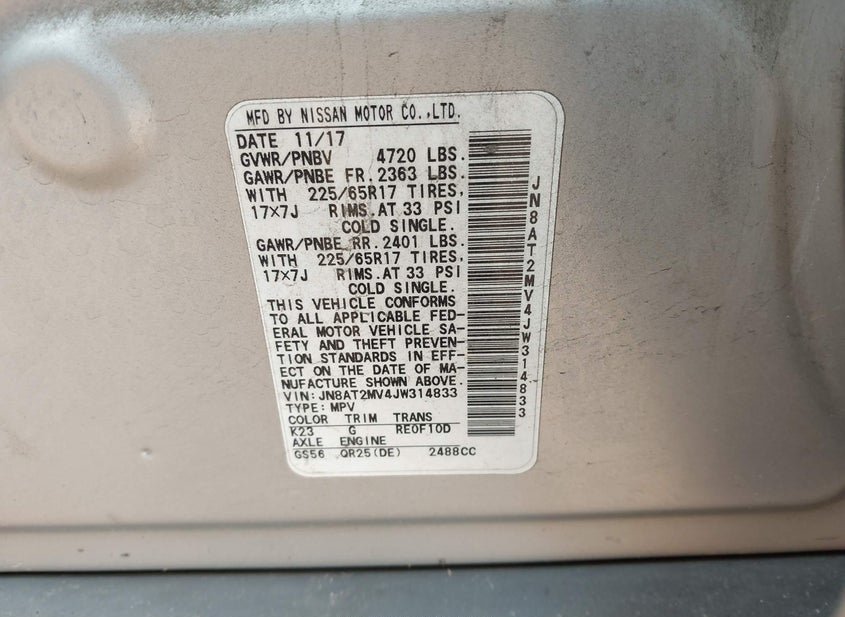 MFD BY NISSAN MOTOR CO.,LTD.
DATE 11/17
GVWR/PNBV 4720 LBS.
GAWR/PNBE FR.2363 LBS.
WITH 225/65R17 TIRES,
17×7J RIMS.AT 33 PSI
COLD SINGLE.
GAWR/PNBE RR.2401 LBS.
WITH 225/65R17 TIRES,
17×7J RIMS.AT 33 PSI
COLD SINGLE.
THIS VEHICLE CONFORMS
TO ALL APPLICABLE FED-
ERAL MOTOR VEHICLE SA-
FETY AND THEFT PREVEN-
TION STANDARDS IN EFF-
ECT ON THE DATE OF MA-
NUFACTURE SHOWN ABOVE.
VIN:JN8AT2MV4JW314833
TYPE:MPV
COLOR TRIM TRANS
K23 G RE0F10D
AXLE ENGINE
GS56 QR25(DE) 2488CC
JN8AT2MV4JW314833